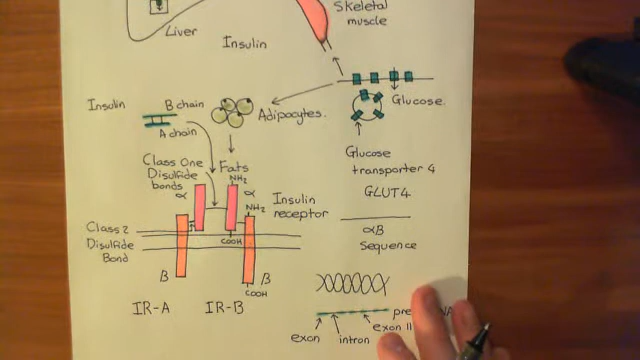 Skeletal
muscle
Liver
Insulin
Insulin
B chain
A chain
Adipocytes.
Glucose.
Glucose
transporter 4
GLUT4
Class One
Disulfide
bonds
Fats
NH₂
α
α
NH₂
Insulin
receptor
Class 2
Disulfide
Bond
COOH
β
β
COOH
IR-A
IR-B
αβ
Sequence
exon
intron
exon 11